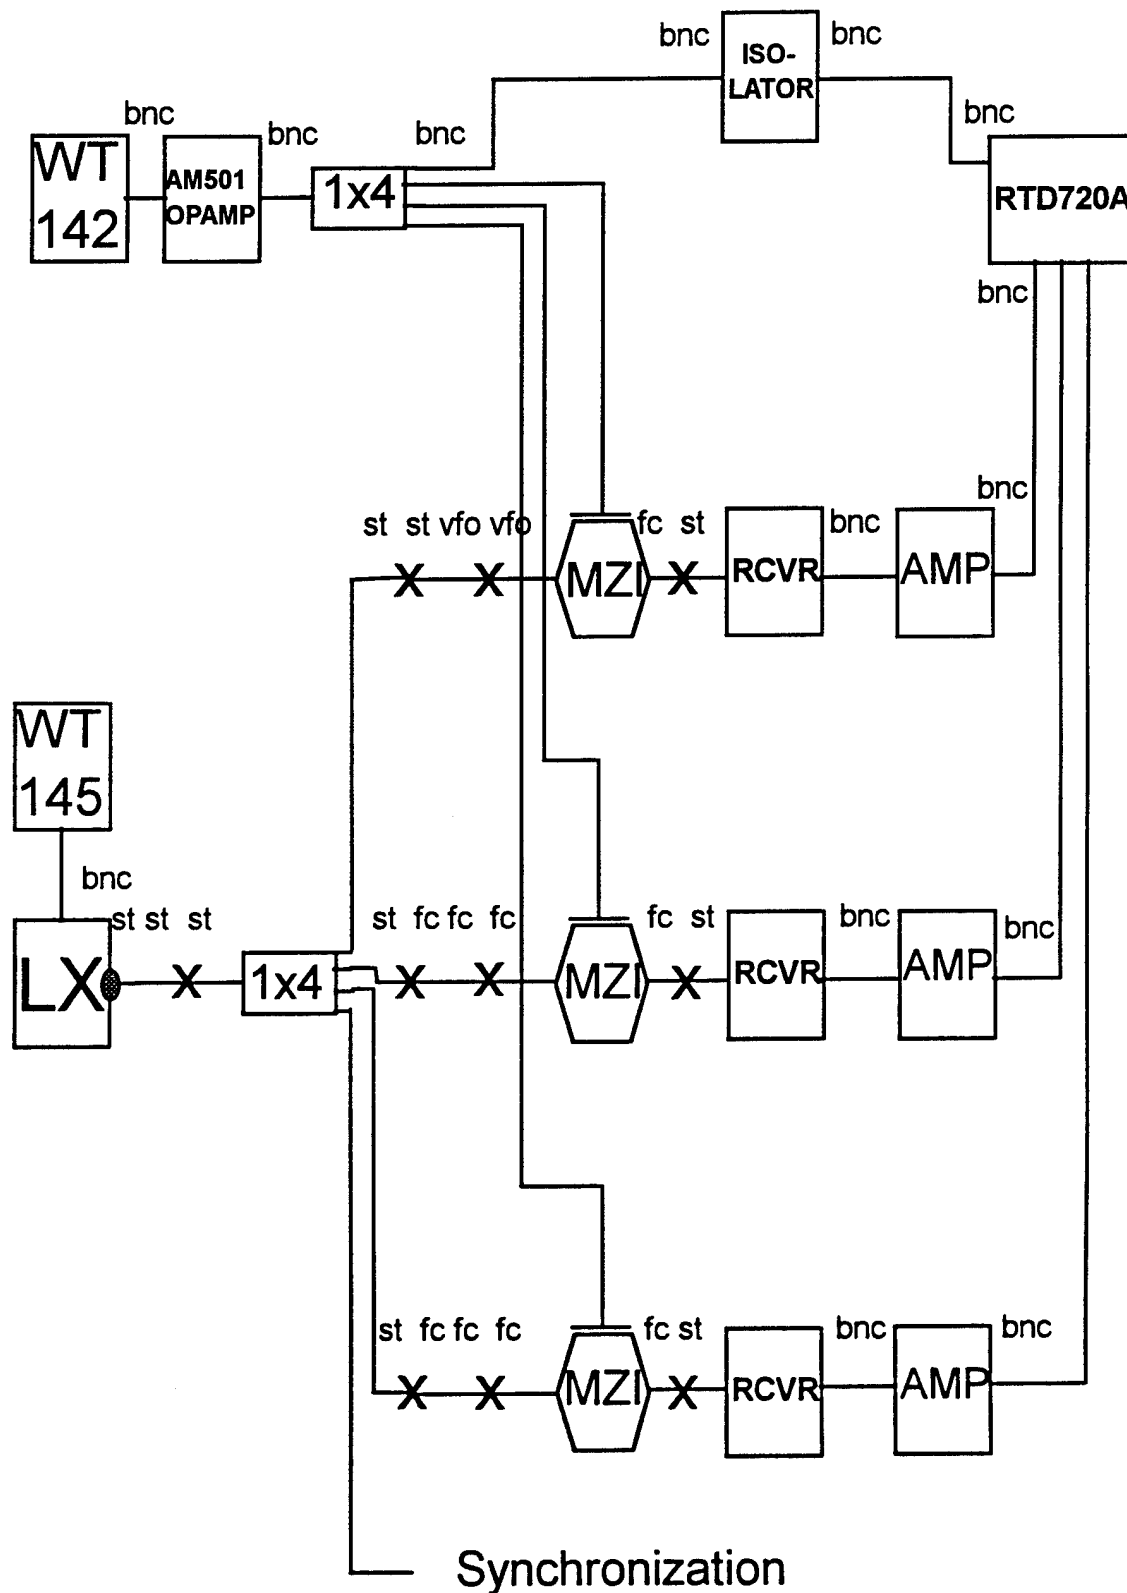 bnc
ISO-
LATOR
bnc
bnc
bnc
bnc
bnc
WT
142
AM501
OPAMP
1x4
RTD720A
bnc
bnc
st st vfo vfo
fc st
bnc
MZI
RCVR
AMP
WT
145
bnc
st st st
st fc fc fc
fc st
bnc
bnc
LX
1x4
MZI
RCVR
AMP
st fc fc fc
fc st
bnc
bnc
MZI
RCVR
AMP
Synchronization